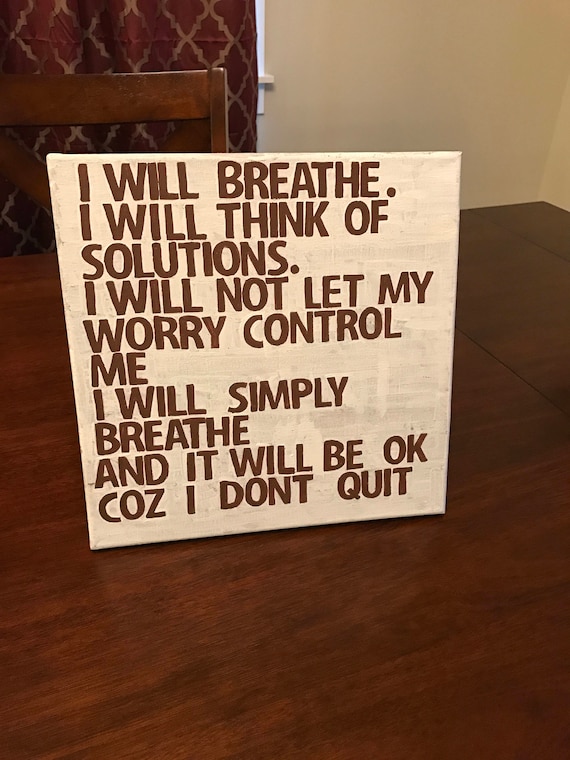 I WILL BREATHE.
I WILL THINK OF
SOLUTIONS.
I WILL NOT LET MY
WORRY CONTROL
ME
I WILL SIMPLY
BREATHE
AND IT WILL BE OK
COZ I DONT QUIT